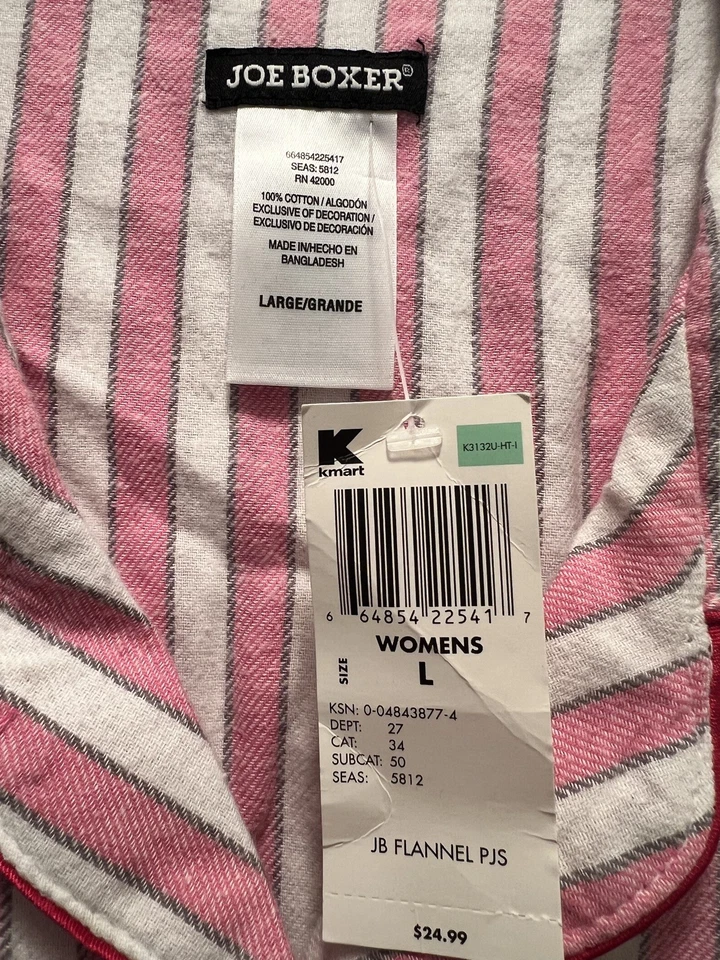 JOE BOXER®
664854225417
SEAS: 5812
RN 42000
100% COTTON / ALGODÓN
EXCLUSIVE OF DECORATION /
EXCLUSIVO DE DECORACIÓN
MADE IN/HECHO EN
BANGLADESH
LARGE/GRANDE
K
kmart
K3132U-HT-I
6 64854 22541 7
WOMENS
SIZE L
KSN: 0-04843877-4
DEPT: 27
CAT: 34
SUBCAT: 50
SEAS: 5812
JB FLANNEL PJS
$24.99